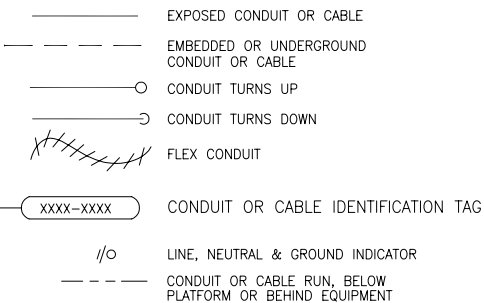 EXPOSED CONDUIT OR CABLE
EMBEDDED OR UNDERGROUND
CONDUIT OR CABLE
CONDUIT TURNS UP
CONDUIT TURNS DOWN
FLEX CONDUIT
XXXX-XXXX CONDUIT OR CABLE IDENTIFICATION TAG
LINE, NEUTRAL & GROUND INDICATOR
CONDUIT OR CABLE RUN, BELOW
PLATFORM OR BEHIND EQUIPMENT